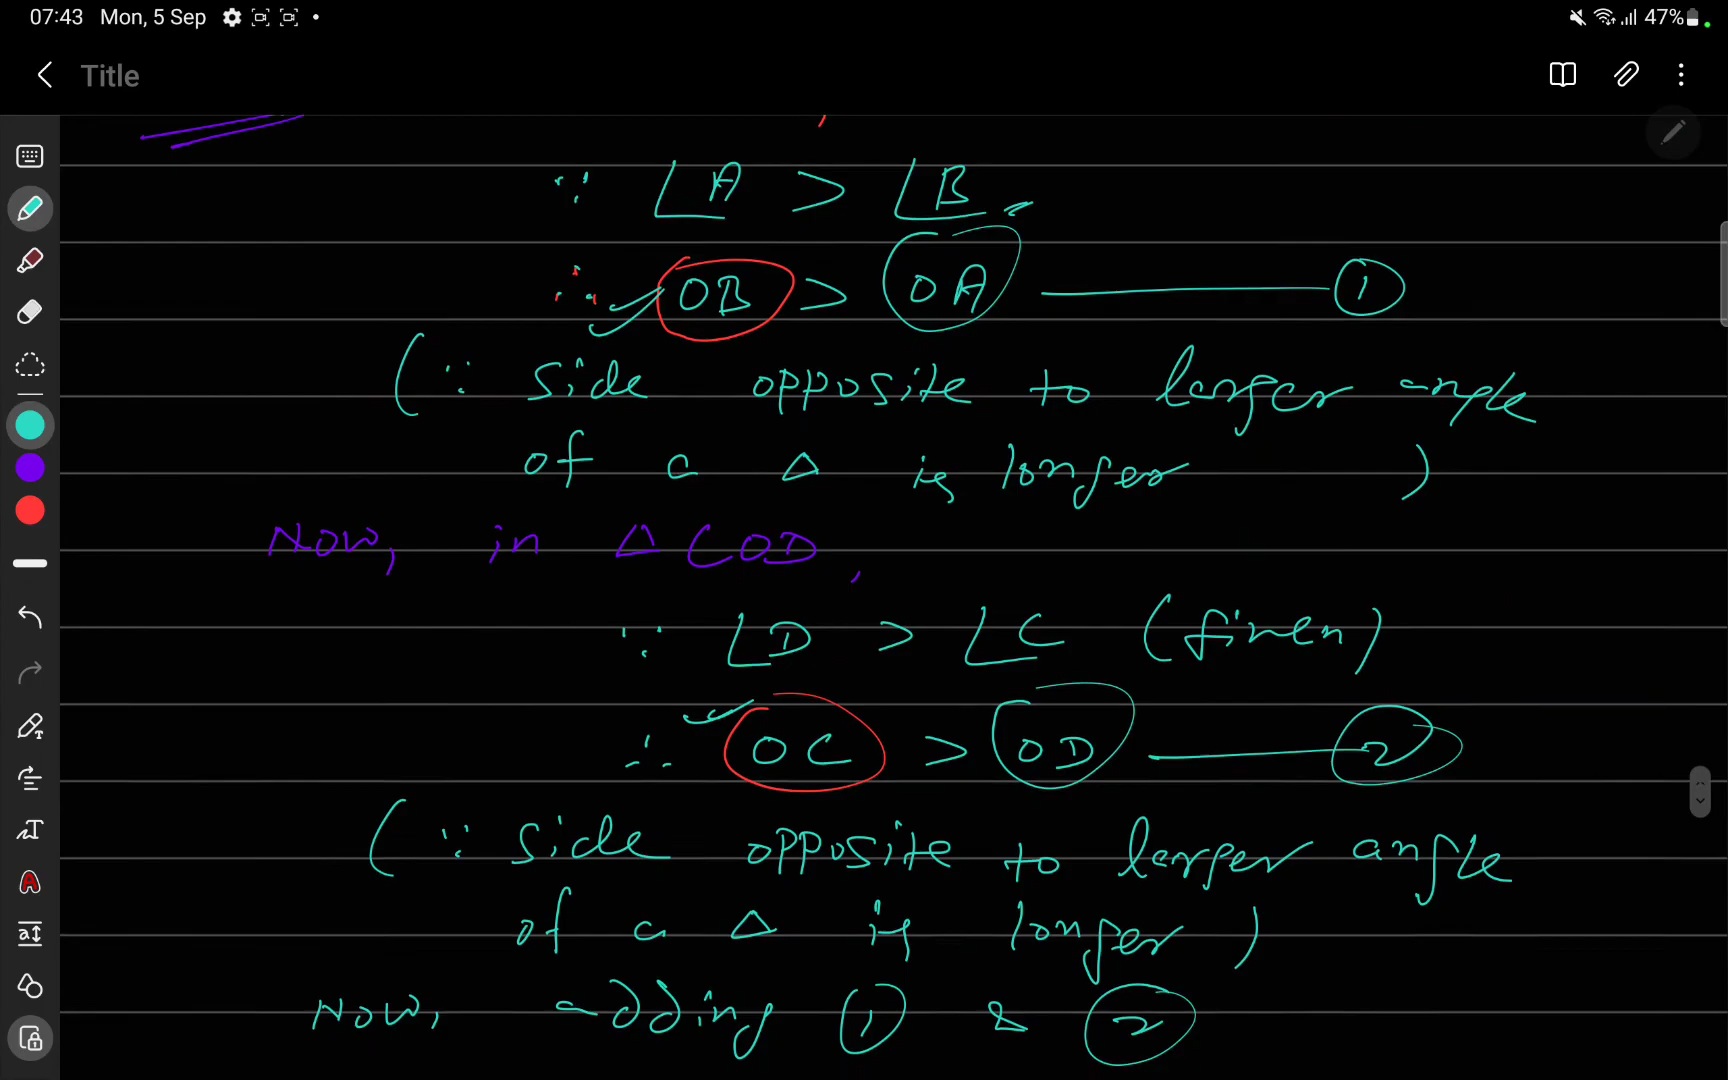 07:43 Mon, 5 Sep 47%
Title
∵ ∠A > ∠B
∴ OB > OA ——— ①
(∵ side opposite to larger angle
of a Δ is longer )
Now, in Δ COD,
∵ ∠D > ∠C (given)
∴ OC > OD ——— ②
(∵ side opposite to larger angle
of a Δ is longer )
Now, adding ① & ②